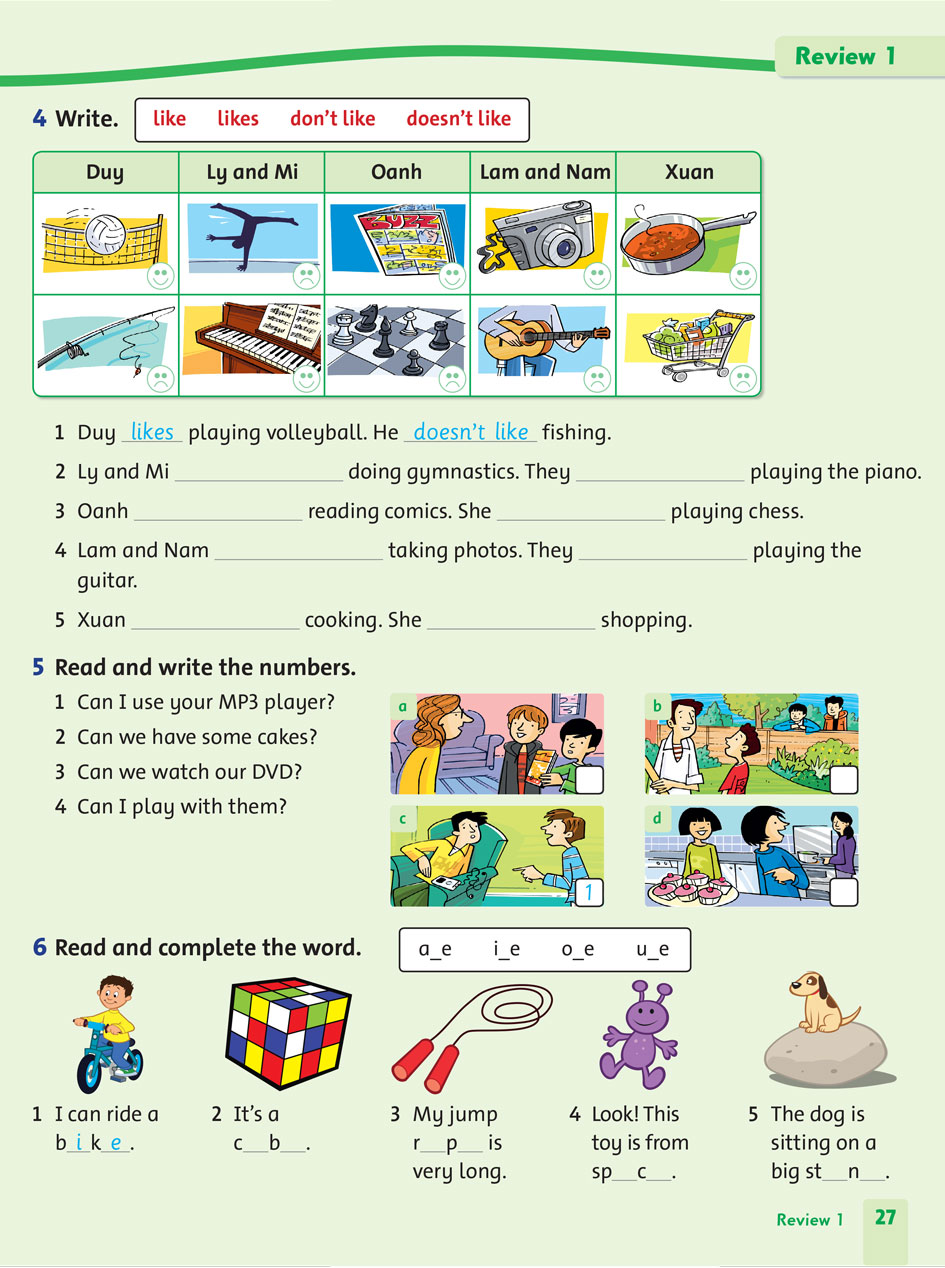 Review 1
4 Write.
like likes don't like doesn't like
Duy Ly and Mi Oanh Lam and Nam Xuan
BUZZ
1 Duy likes playing volleyball. He doesn't like fishing.
2 Ly and Mi ______ doing gymnastics. They ______ playing the piano.
3 Oanh ______ reading comics. She ______ playing chess.
4 Lam and Nam ______ taking photos. They ______ playing the
guitar.
5 Xuan ______ cooking. She ______ shopping.
5 Read and write the numbers.
1 Can I use your MP3 player?
2 Can we have some cakes?
3 Can we watch our DVD?
4 Can I play with them?
a
b
c
1
d
6 Read and complete the word.
a_e i_e o_e u_e
1 I can ride a
b_i_k_e_.
2 It's a
c__b__.
3 My jump
r__p__ is
very long.
4 Look! This
toy is from
sp__c__.
5 The dog is
sitting on a
big st__n__.
Review 1 27